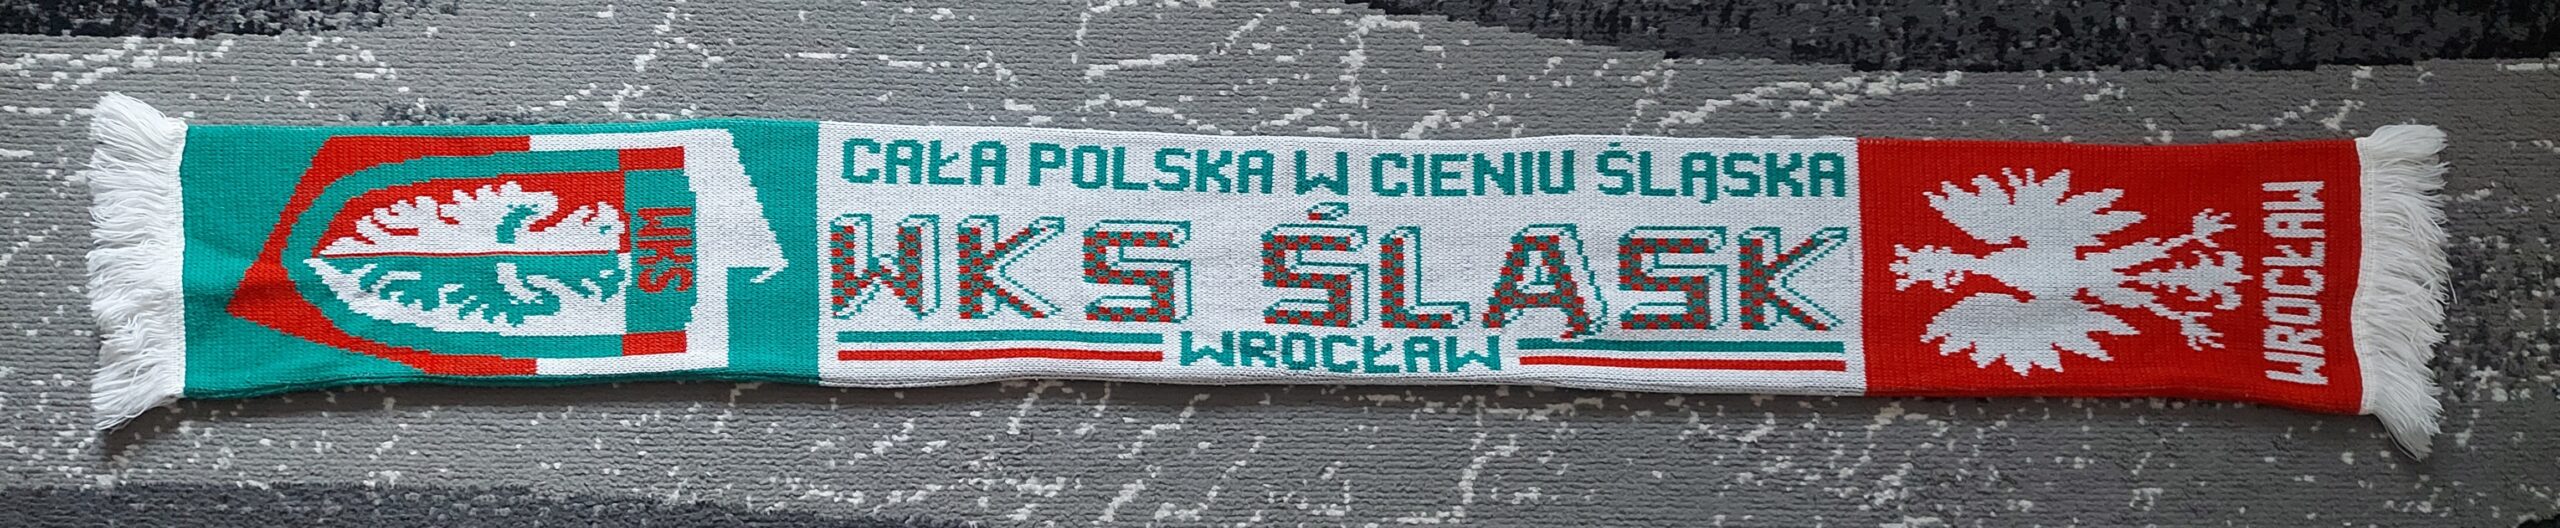 WKS
CAŁA POLSKA W CIENIU ŚLĄSKA
WKS ŚLĄSK
WROCŁAW
WROCŁAW